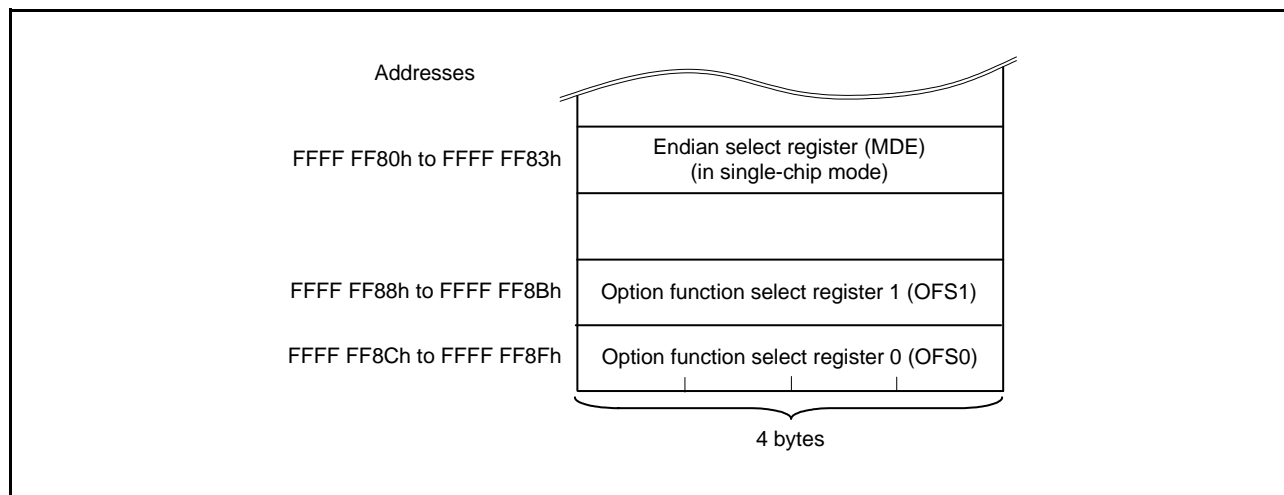 Addresses
FFFF FF80h to FFFF FF83h
Endian select register (MDE)
(in single-chip mode)
FFFF FF88h to FFFF FF8Bh
Option function select register 1 (OFS1)
FFFF FF8Ch to FFFF FF8Fh
Option function select register 0 (OFS0)
4 bytes